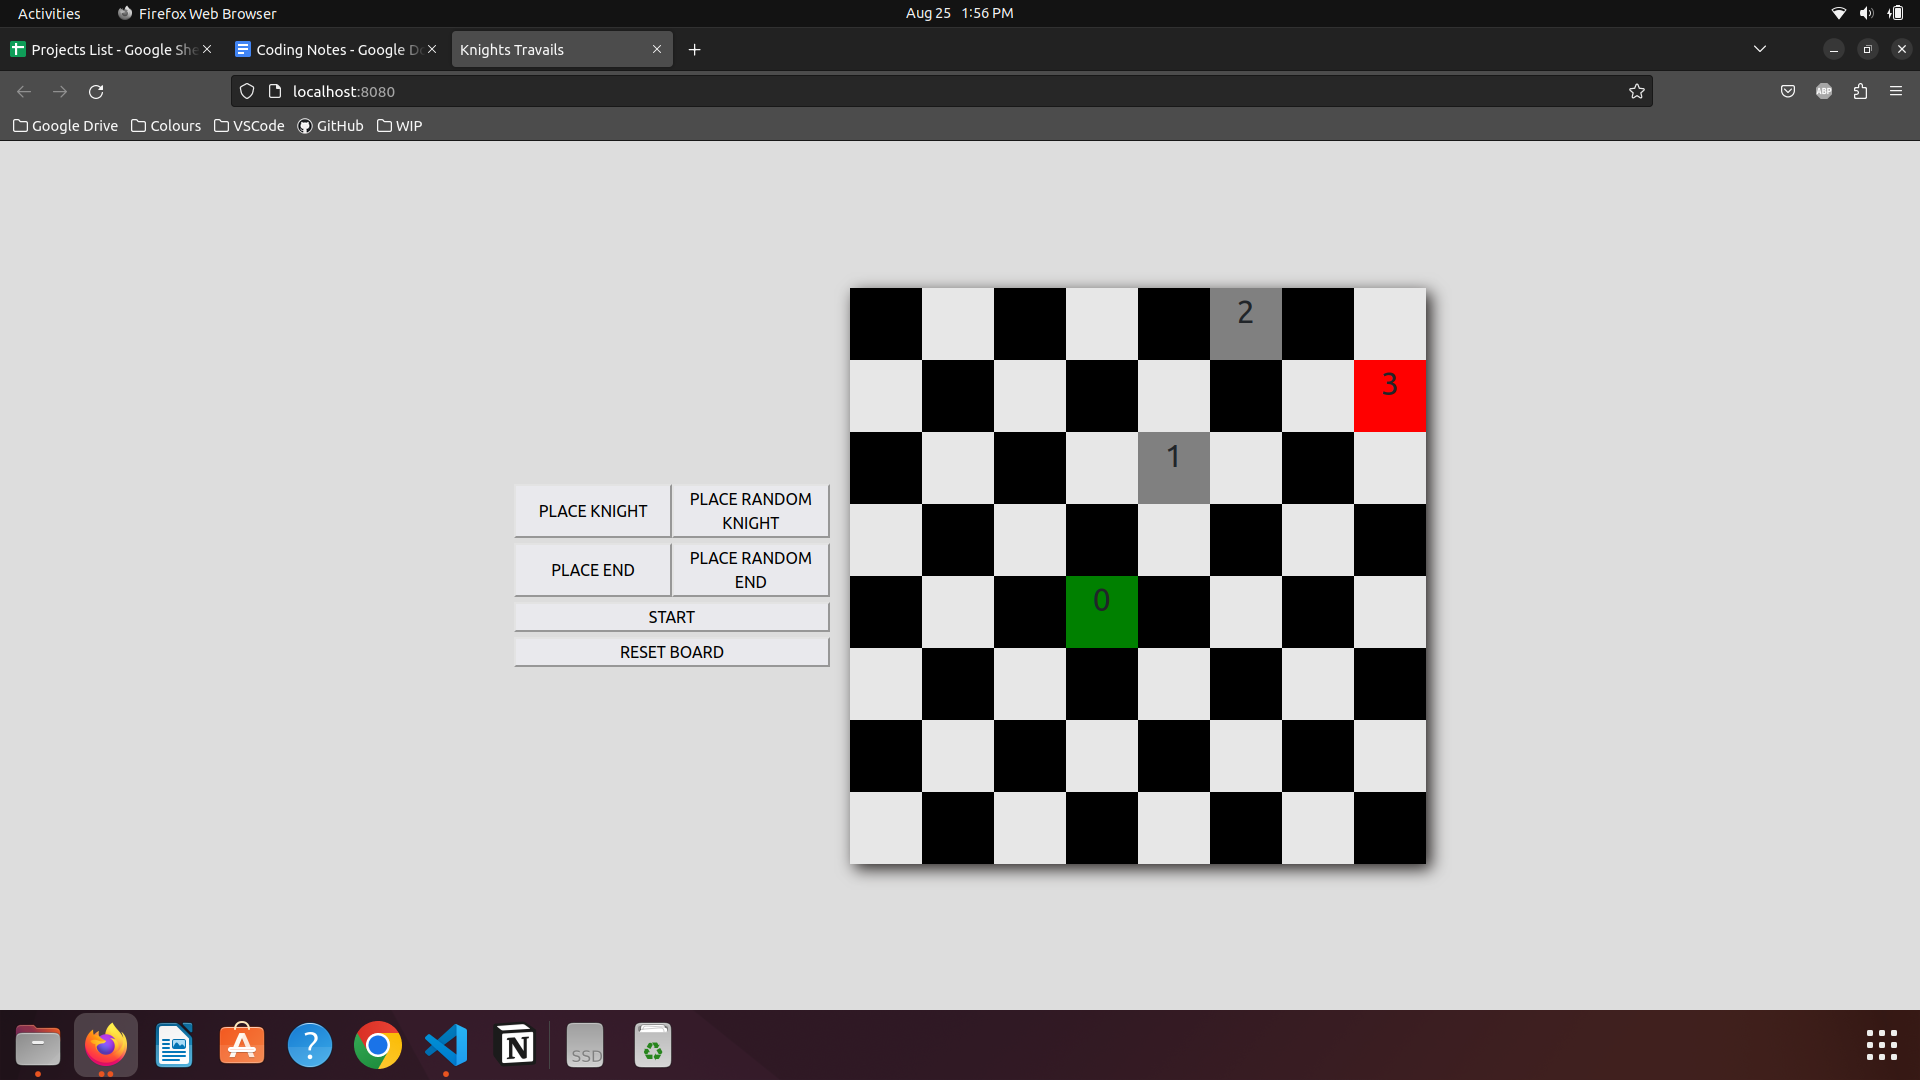 Activities
Firefox Web Browser
Aug 25 1:56 PM
Projects List - Google She
Coding Notes - Google Do
Knights Travails
localhost:8080
ABP
Google Drive
Colours
VSCode
GitHub
WIP
2
3
1
PLACE KNIGHT
PLACE RANDOM
KNIGHT
PLACE END
PLACE RANDOM
END
0
START
RESET BOARD
SSD